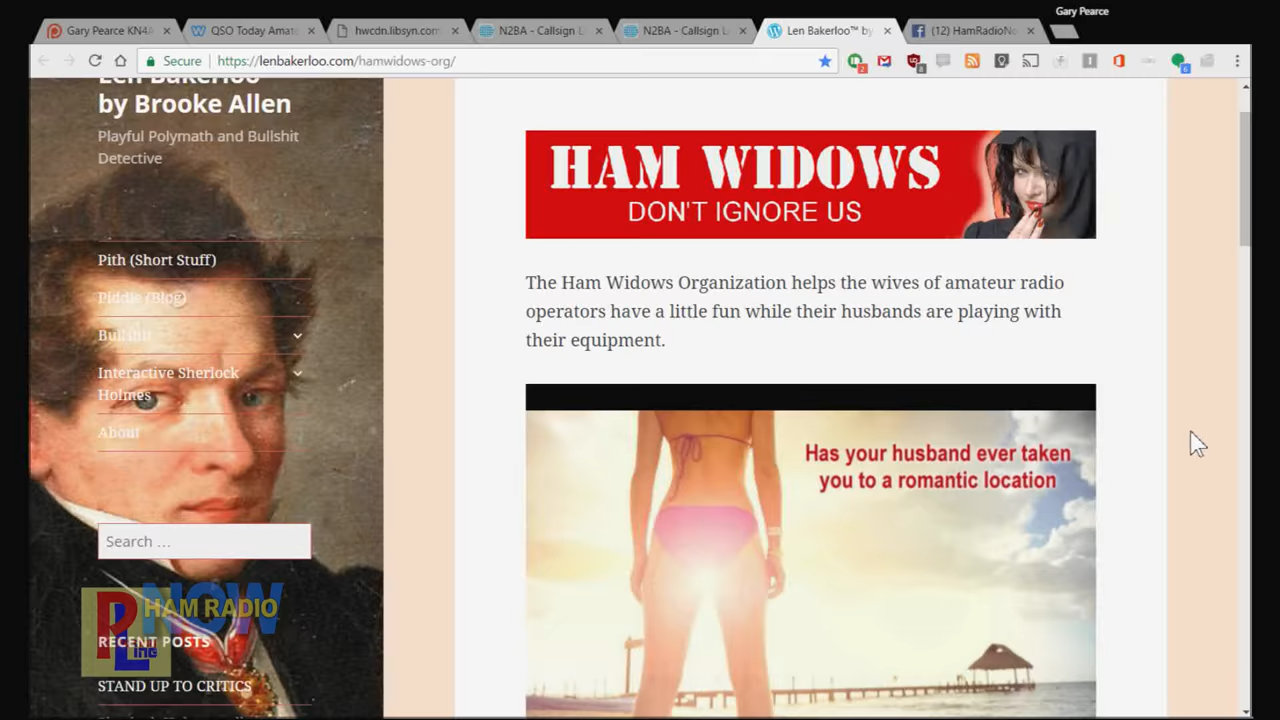 Gary Pearce
Gary Pearce KN4A
QSO Today Amate
hwcdn.libsyn.com
N2BA - Callsign L
N2BA - Callsign L
Len Bakerloo™ by
(12) HamRadioNo
Secure
https://lenbakerloo.com/hamwidows-org/
Len Bakerloo
by Brooke Allen
Playful Polymath and Bullshit
Detective
Pith (Short Stuff)
Piddle (Blog)
Bullshit
Interactive Sherlock
Holmes
About
Search ...
HAM RADIO
NOW
RECENT POSTS
STAND UP TO CRITICS
HAM WIDOWS
DON'T IGNORE US
The Ham Widows Organization helps the wives of amateur radio
operators have a little fun while their husbands are playing with
their equipment.
Has your husband ever taken
you to a romantic location